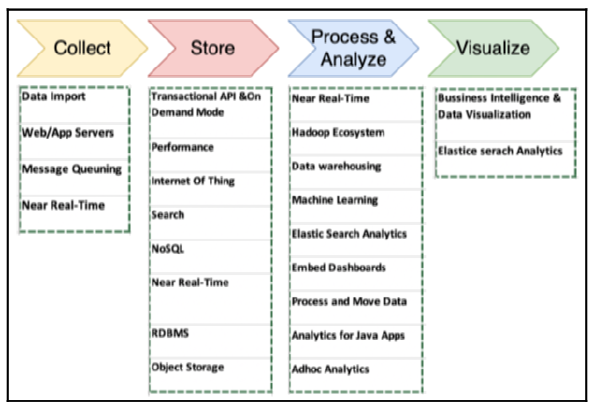 Collect
Store
Process &
Analyze
Visualize
Data Import
Web/App Servers
Message Queuning
Near Real-Time
Transactional API &On
Demand Mode
Performance
Internet Of Thing
Search
NoSQL
Near Real-Time
RDBMS
Object Storage
Near Real-Time
Hadoop Ecosystem
Data warehousing
Machine Learning
Elastic Search Analytics
Embed Dashboards
Process and Move Data
Analytics for Java Apps
Adhoc Analytics
Bussiness Intelligence &
Data Visualization
Elastice serach Analytics